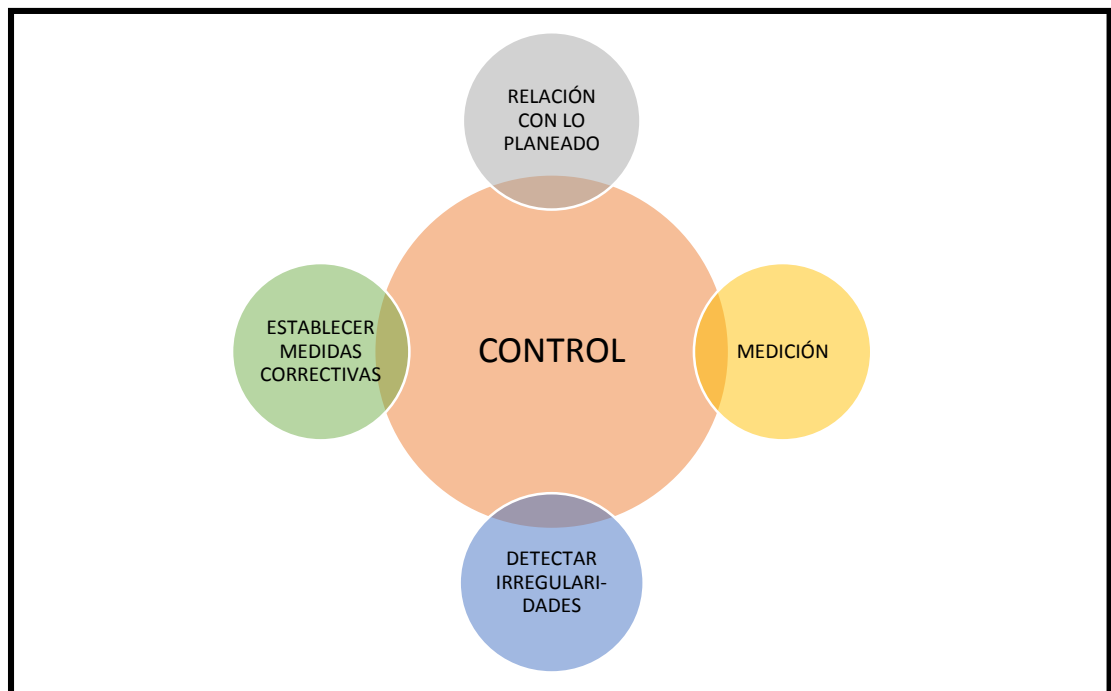 RELACIÓN
CON LO
PLANEADO
ESTABLECER
MEDIDAS
CORRECTIVAS
CONTROL
MEDICIÓN
DETECTAR
IRREGULARI-
DADES